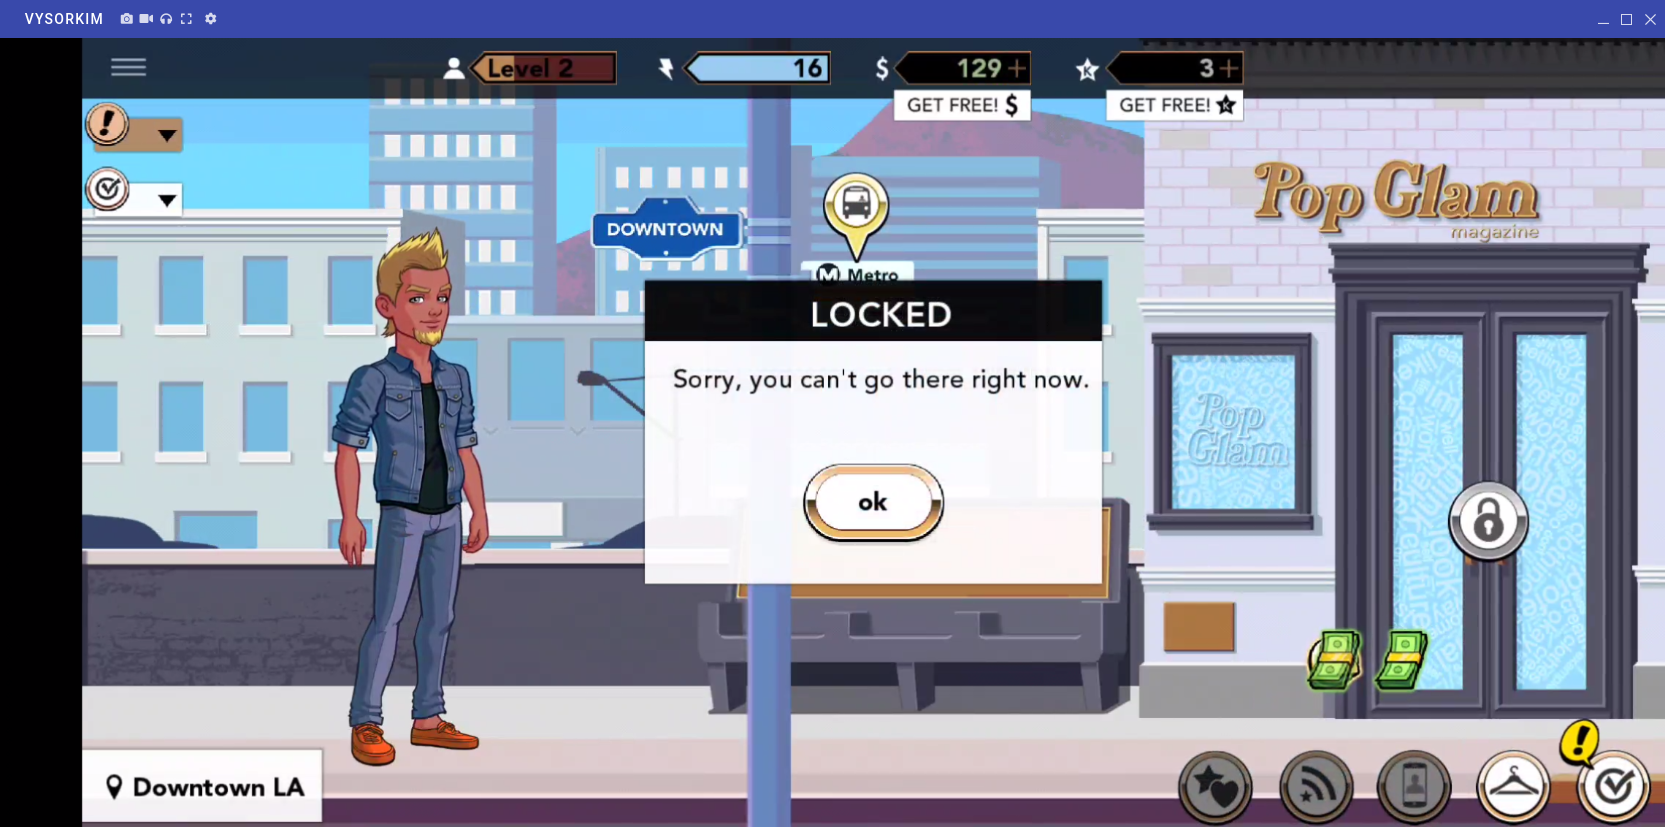 VYSORKIM
Level 2
16
$ 129 +
3 +
GET FREE! $
GET FREE!
DOWNTOWN
M Metro
Pop Glam
magazine
LOCKED
Sorry, you can't go there right now.
ok
Pop
Glam
Downtown LA